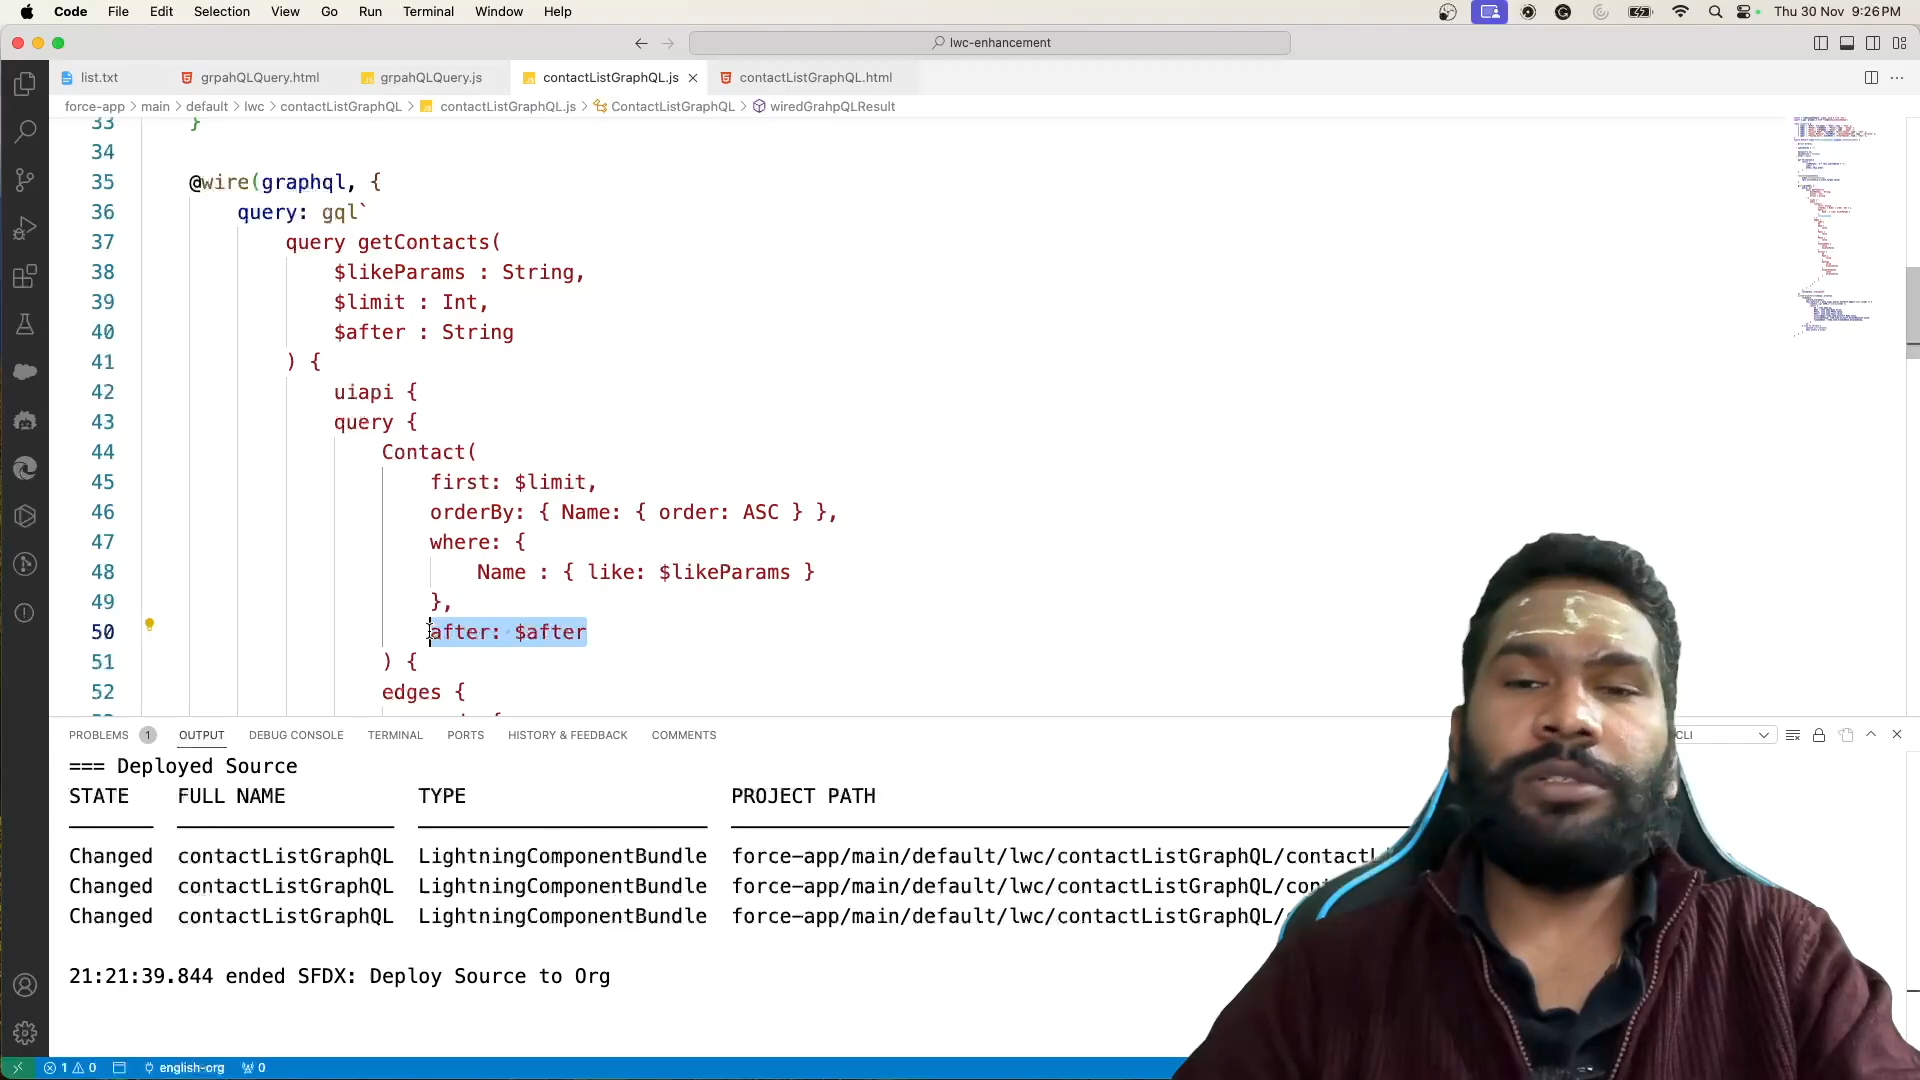 Code File Edit Selection View Go Run Terminal Window Help Thu 30 Nov 9:26 PM
lwc-enhancement
list.txt grpahQLQuery.html grpahQLQuery.js contactListGraphQL.js contactListGraphQL.html
force-app > main > default > lwc > contactListGraphQL > contactListGraphQL.js > ContactListGraphQL > wiredGrahpQLResult
33 }
34
35 @wire(graphql, {
36 query: gql`
37 query getContacts(
38 $likeParams : String,
39 $limit : Int,
40 $after : String
41 ) {
42 uiapi {
43 query {
44 Contact(
45 first: $limit,
46 orderBy: { Name: { order: ASC } },
47 where: {
48 Name : { like: $likeParams }
49 },
50 after: $after
51 ) {
52 edges {
PROBLEMS 1 OUTPUT DEBUG CONSOLE TERMINAL PORTS HISTORY & FEEDBACK COMMENTS CLI
=== Deployed Source
STATE FULL NAME TYPE PROJECT PATH
Changed contactListGraphQL LightningComponentBundle force-app/main/default/lwc/contactListGraphQL/contactL
Changed contactListGraphQL LightningComponentBundle force-app/main/default/lwc/contactListGraphQL/con
Changed contactListGraphQL LightningComponentBundle force-app/main/default/lwc/contactListGraphQL/
21:21:39.844 ended SFDX: Deploy Source to Org
1 0 english-org 0